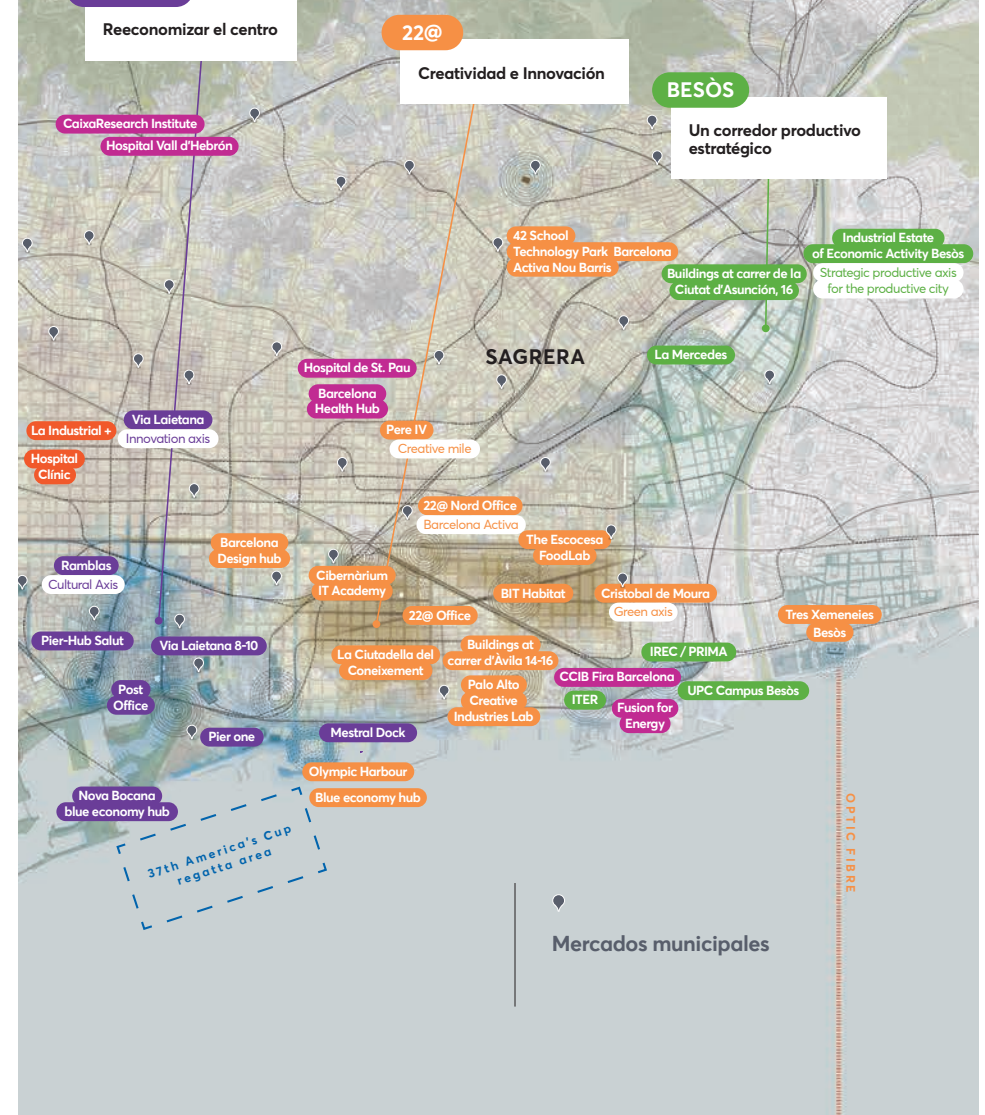 Reeconomizar el centro
22@
Creatividad e Innovación
BESÒS
Un corredor productivo
estratégico
CaixaResearch Institute
Hospital Vall d'Hebrón
42 School
Technology Park Barcelona
Activa Nou Barris
Industrial Estate
of Economic Activity Besòs
Strategic productive axis
for the productive city
Buildings at carrer de la
Ciutat d'Asunción, 16
SAGRERA
La Mercedes
Hospital de St. Pau
Barcelona
Health Hub
Via Laietana
Innovation axis
La Industrial +
Hospital
Clínic
Pere IV
Creative mile
22@ Nord Office
Barcelona Activa
The Escocesa
FoodLab
Barcelona
Design hub
Ramblas
Cultural Axis
Cibernàrium
IT Academy
BIT Habitat
Cristobal de Moura
Green axis
22@ Office
Tres Xemeneies
Besòs
Pier-Hub Salut
Via Laietana 8-10
La Ciutadella del
Coneixement
Buildings at
carrer d'Àvila 14-16
IREC / PRIMA
CCIB Fira Barcelona
UPC Campus Besòs
Post
Office
Palo Alto
Creative
Industries Lab
ITER
Fusion for
Energy
Pier one
Mestral Dock
-
Olympic Harbour
Blue economy hub
Nova Bocana
blue economy hub
37th America's Cup
regatta area
OPTIC FIBRE
Mercados municipales